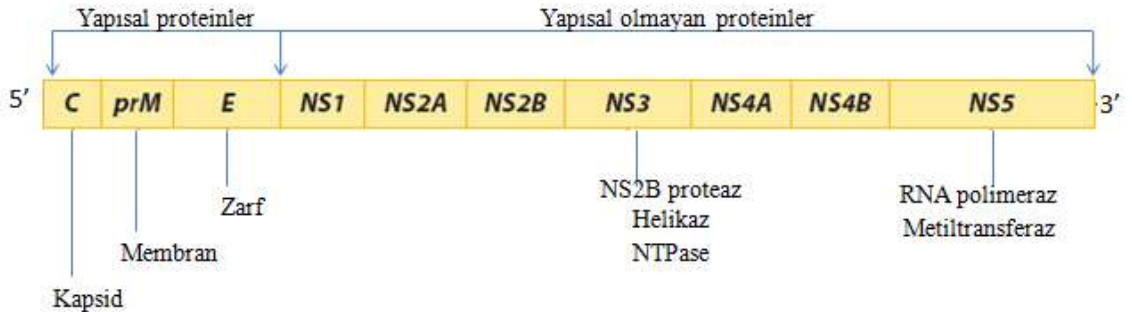 Yapısal proteinler Yapısal olmayan proteinler
5’ C prM E NS1 NS2A NS2B NS3 NS4A NS4B NS5 3’
NS2B proteaz
Helikaz
NTPase
RNA polimeraz
Metiltransferaz
Zarf
Membran
Kapsid